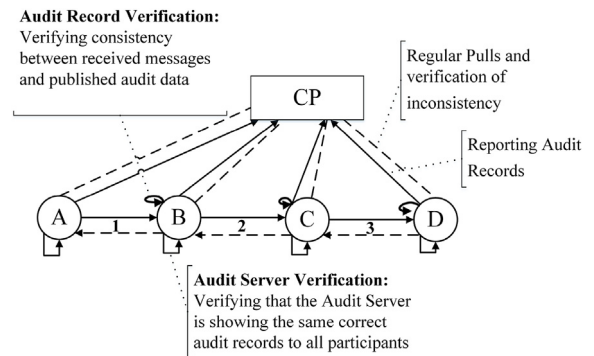 Audit Record Verification:
Verifying consistency
between received messages
and published audit data
Regular Pulls and
verification of
inconsistency
CP
Reporting Audit
Records
A
B
C
D
1
2
3
Audit Server Verification:
Verifying that the Audit Server
is showing the same correct
audit records to all participants